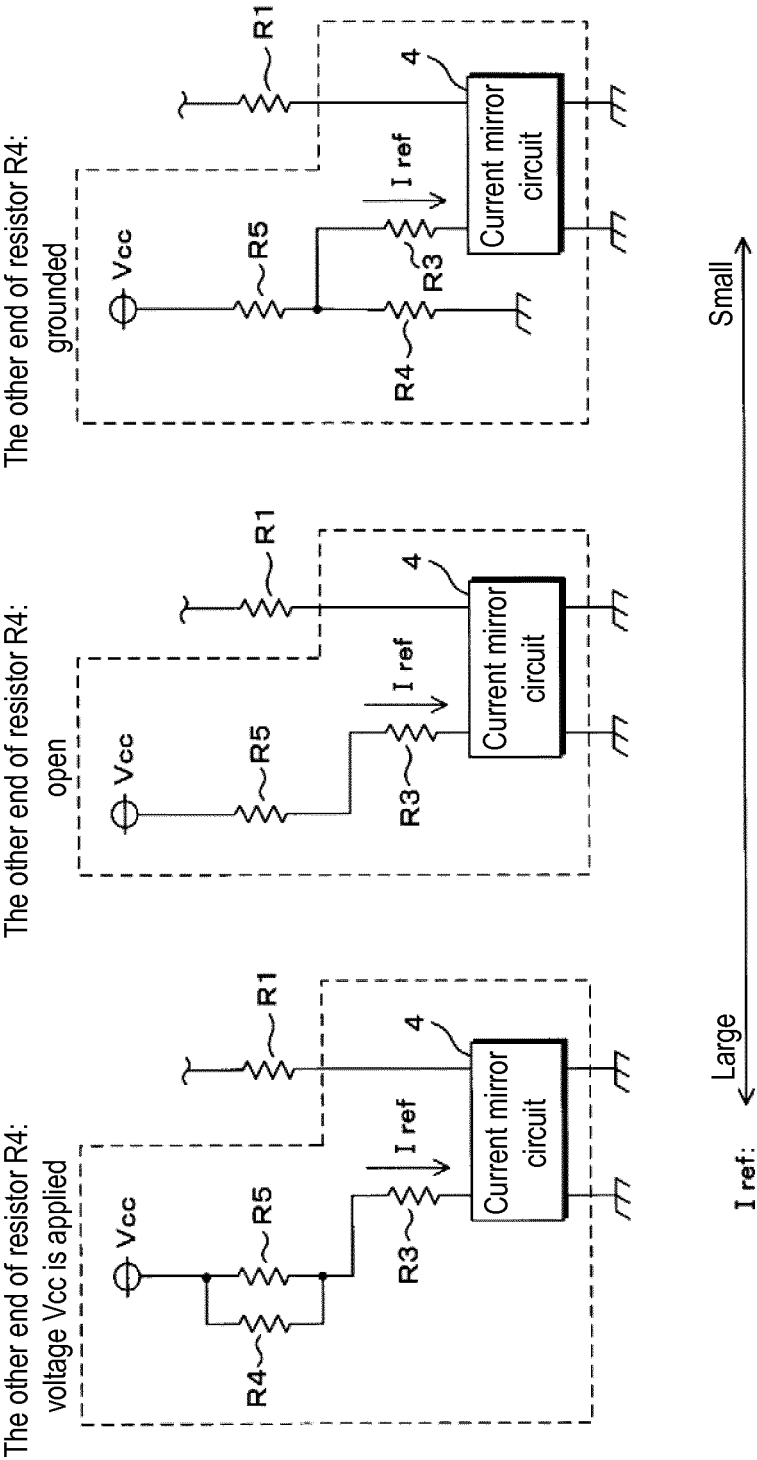 The other end of resistor R4:
voltage Vcc is applied
Vcc
R4
R5
R1
R3
I ref
4
Current mirror
circuit
The other end of resistor R4:
open
Vcc
R5
R1
R3
I ref
4
Current mirror
circuit
The other end of resistor R4:
grounded
Vcc
R5
R1
R4
R3
I ref
4
Current mirror
circuit
I ref:
Large
Small